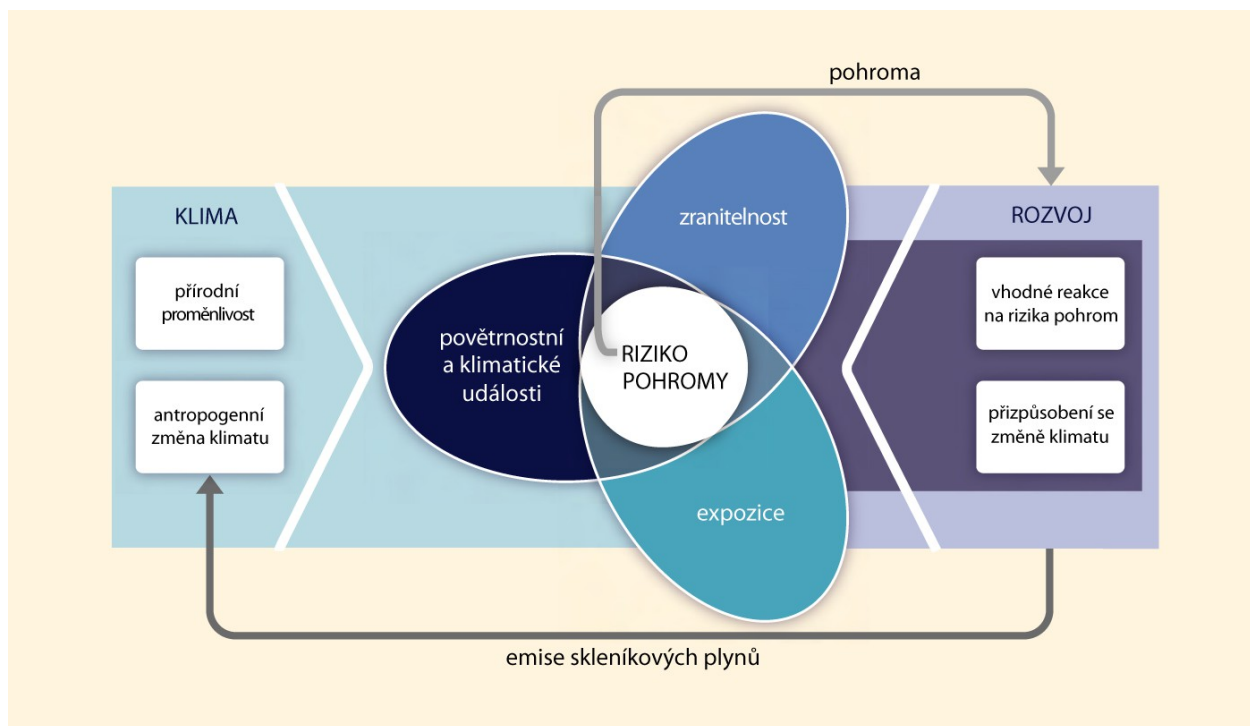 pohroma
KLIMA
přírodní
proměnlivost
antropogenní
změna klimatu
povětrnostní
a klimatické
události
zranitelnost
RIZIKO
POHROMY
expozice
ROZVOJ
vhodné reakce
na rizika pohrom
přizpůsobení se
změně klimatu
emise skleníkových plynů